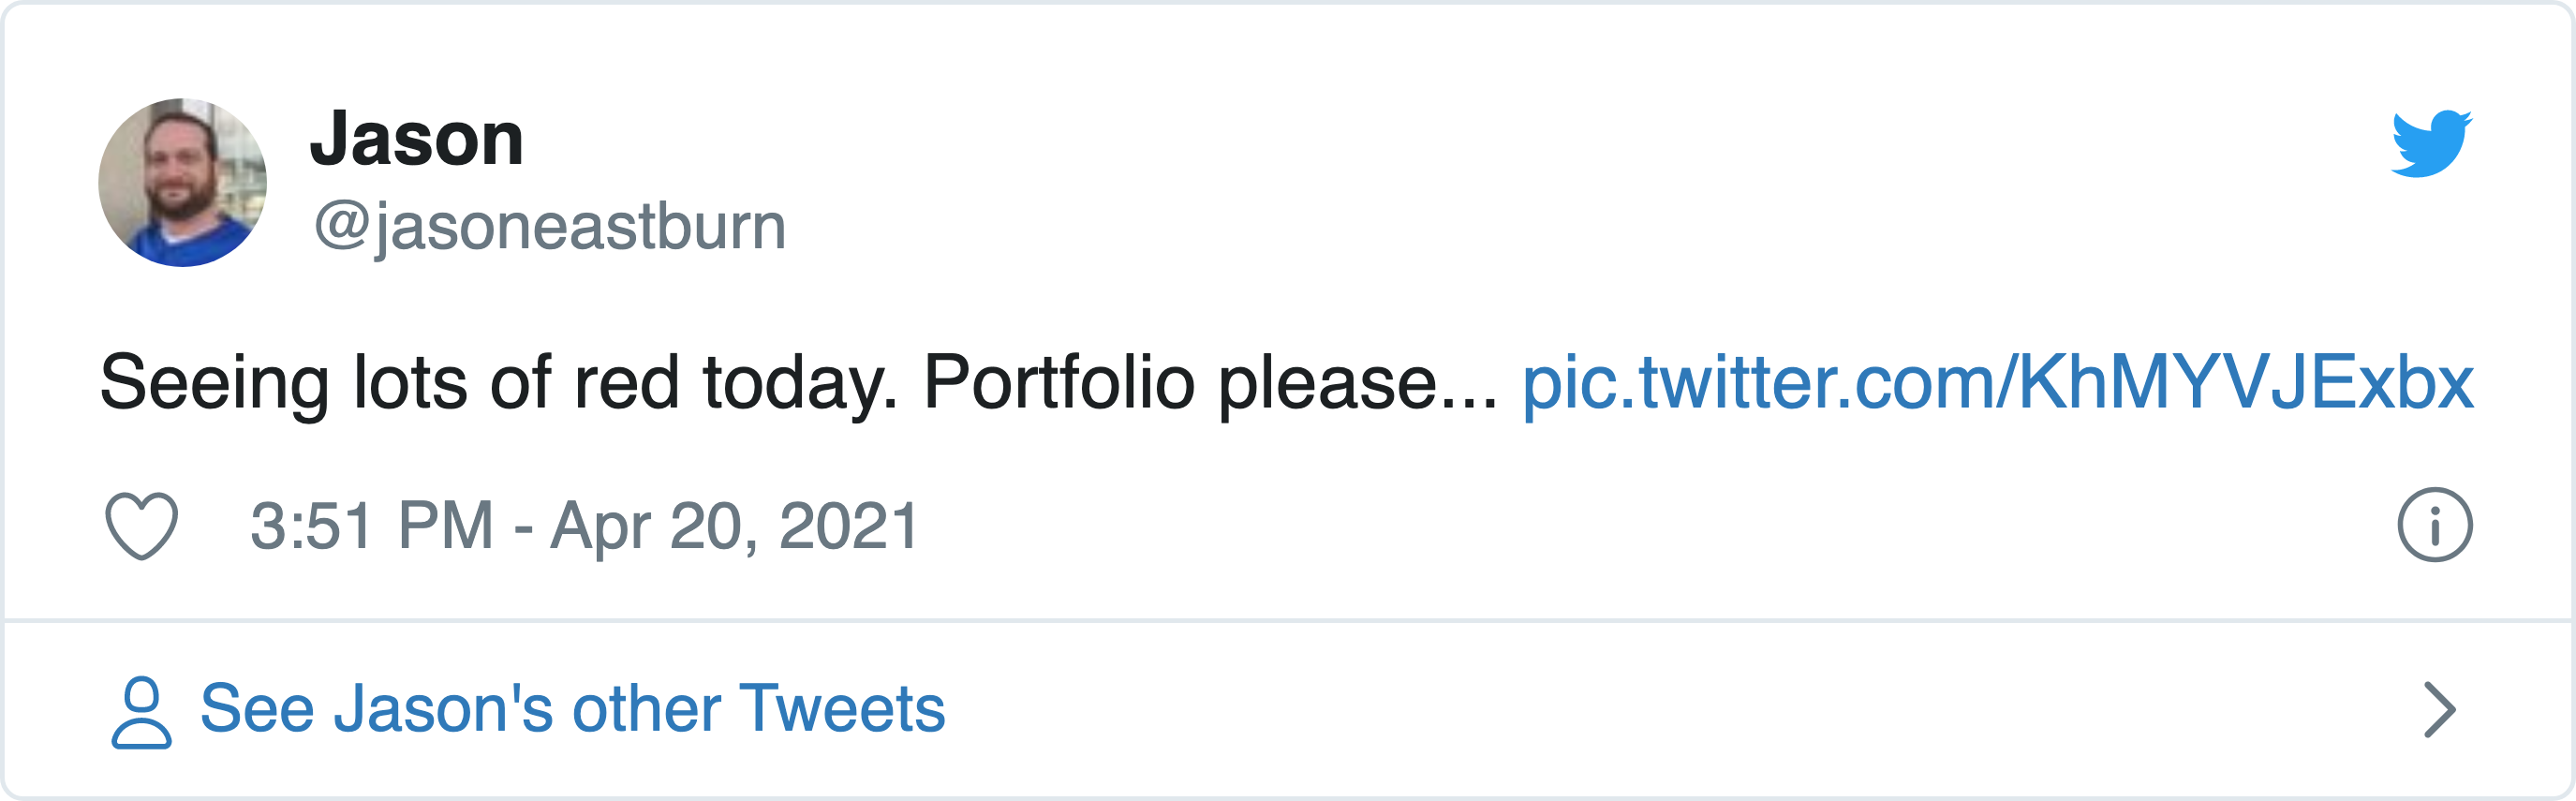 Jason
@jasoneastburn
Seeing lots of red today. Portfolio please... pic.twitter.com/KhMYVJExbx
3:51 PM - Apr 20, 2021
See Jason's other Tweets